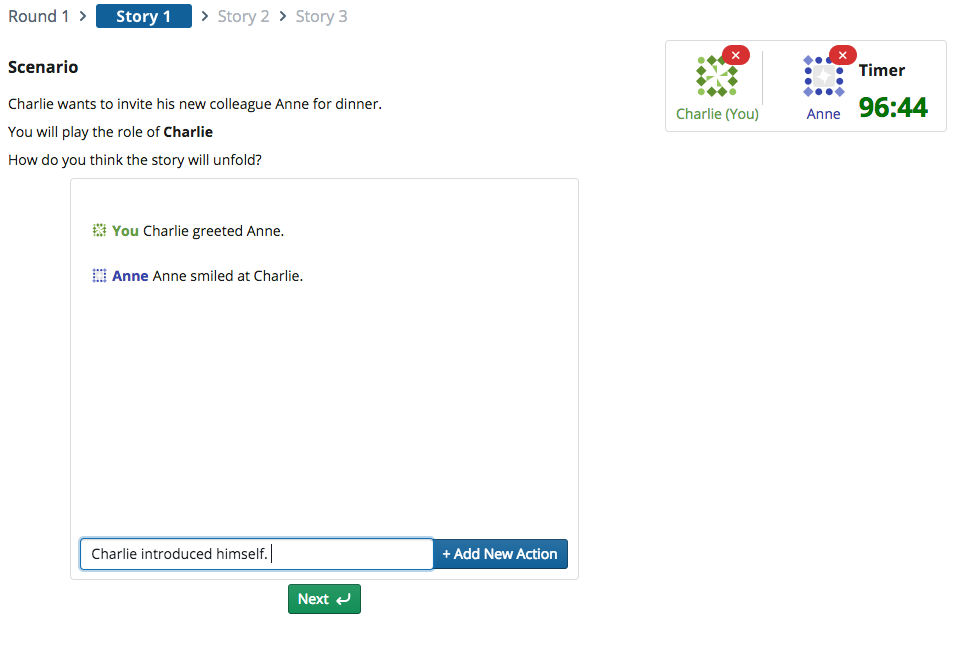 Round 1 > Story 1 > Story 2 > Story 3
Scenario
Charlie wants to invite his new colleague Anne for dinner.
You will play the role of Charlie
How do you think the story will unfold?
Charlie (You)
Anne
Timer
96:44
You Charlie greeted Anne.
Anne Anne smiled at Charlie.
Charlie introduced himself.
+ Add New Action
Next